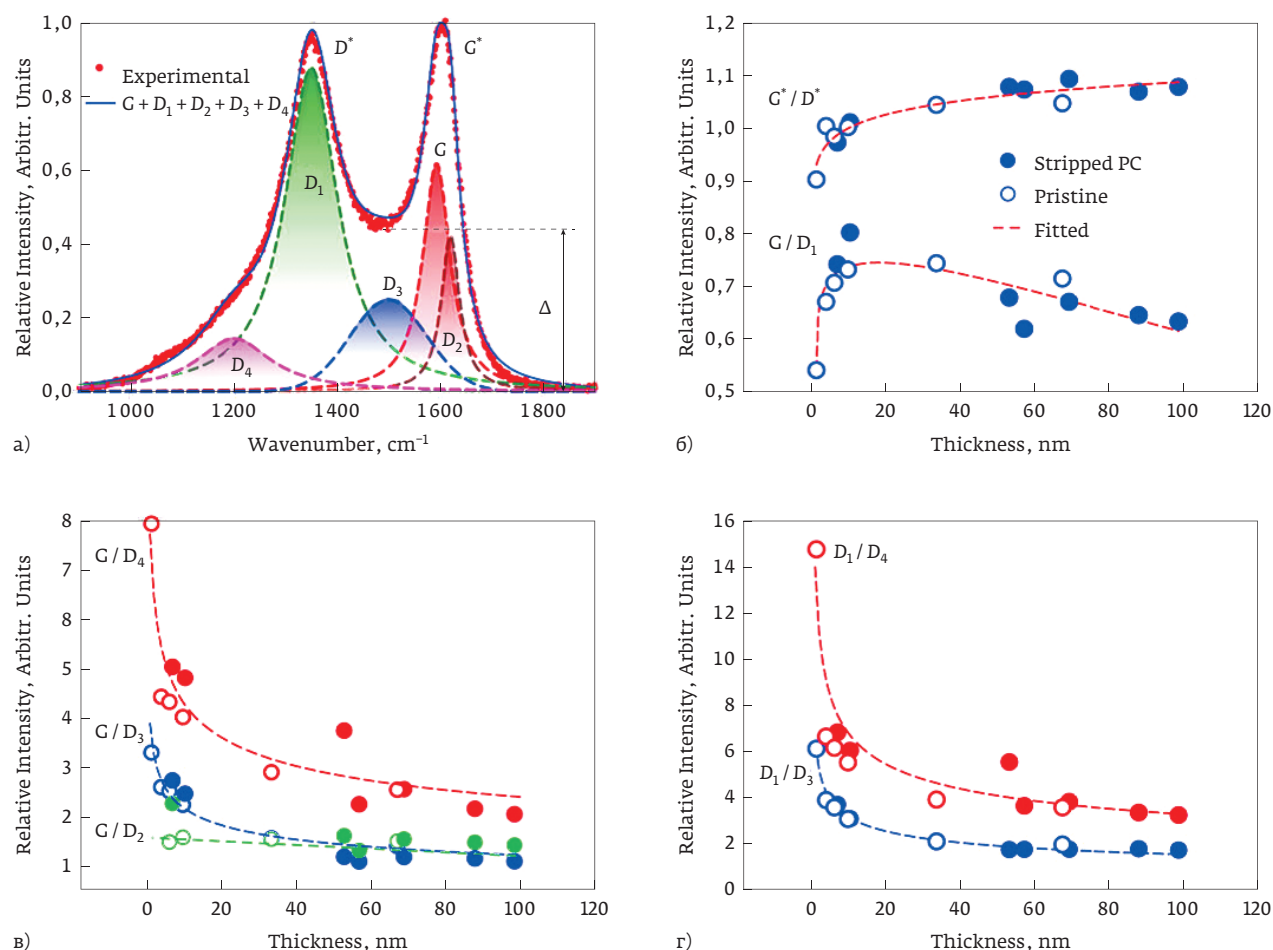 Relative Intensity, Arbitr. Units
1,0
0,8
0,6
0,4
0,2
0,0
Experimental
G + D1 + D2 + D3 + D4
D*
G*
G
D1
D3
D2
D4
Δ
1000
1200
1400
1600
1800
Wavenumber, cm–1
а)
Relative Intensity, Arbitr. Units
1,2
1,1
1,0
0,9
0,8
0,7
0,6
0,5
G*/D*
Stripped PC
Pristine
Fitted
G/D1
0
20
40
60
80
100
120
Thickness, nm
б)
Relative Intensity, Arbitr. Units
8
7
8
5
4
3
2
1
G/D4
G/D3
G/D2
0
20
40
60
80
100
120
Thickness, nm
в)
Relative Intensity, Arbitr. Units
16
14
12
10
8
6
4
2
0
D1/D4
D1/D3
0
20
40
60
80
100
120
Thickness, nm
г)